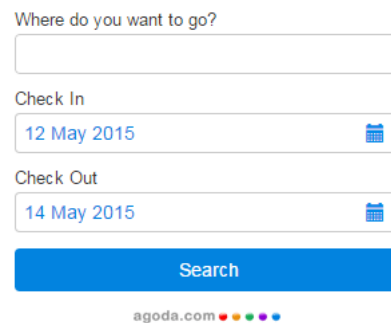 Where do you want to go?
Check In
12 May 2015
Check Out
14 May 2015
Search
agoda.com